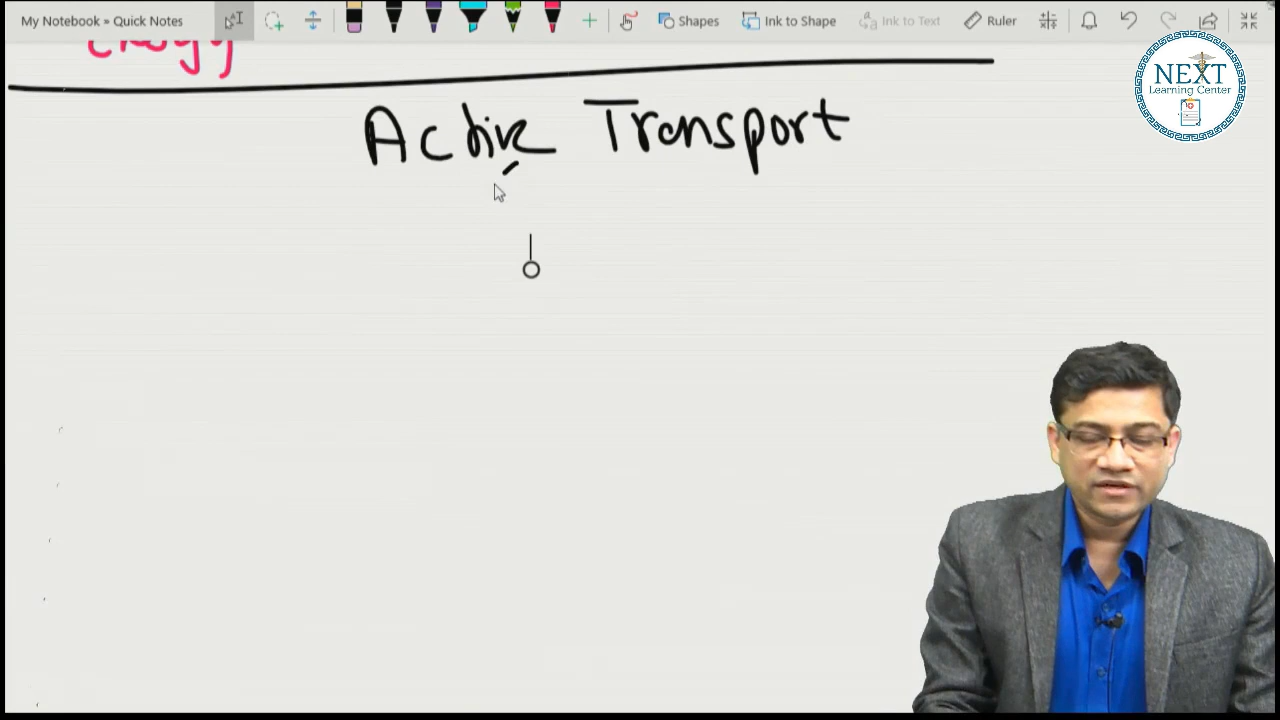 My Notebook » Quick Notes
Shapes
Ink to Shape
Ink to Text
Ruler
NEXT
Learning Center
Active Transport